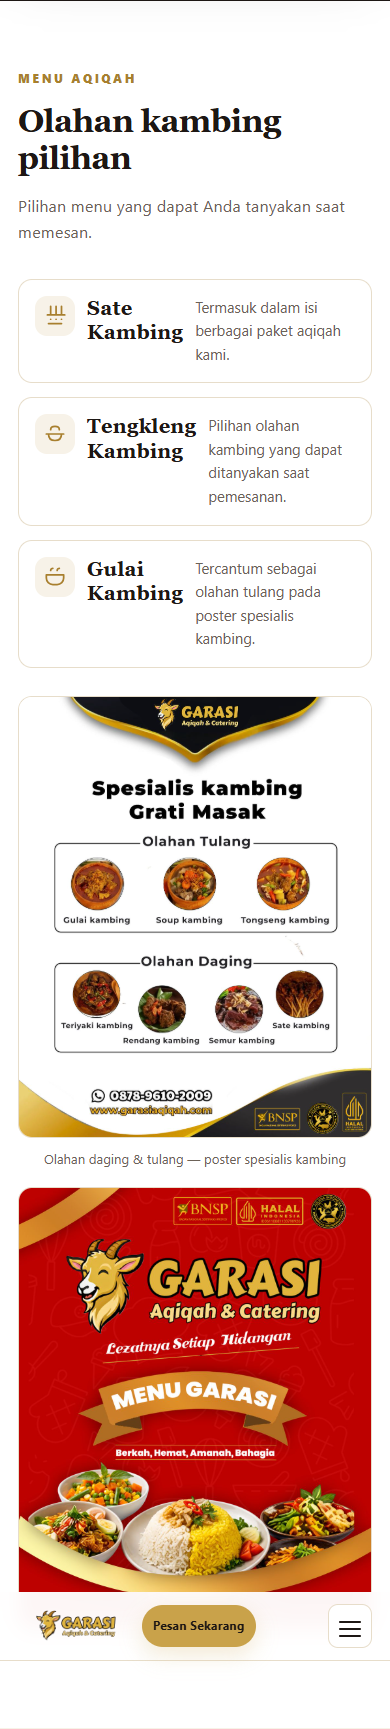 MENU AQIQAH
Olahan kambing
pilihan
Pilihan menu yang dapat Anda tanyakan saat
memesan.
Sate
Kambing
Termasuk dalam isi
berbagai paket aqiqah
kami.
Tengkleng
Kambing
Pilihan olahan
kambing yang dapat
ditanyakan saat
pemesanan.
Gulai
Kambing
Tercantum sebagai
olahan tulang pada
poster spesialis
kambing.
GARASI
Aqiqah & Catering
Spesialis kambing
Grati Masak
Olahan Tulang
Gulai kambing
Soup kambing
Tongseng kambing
Olahan Daging
Teriyaki kambing
Rendang kambing
Semur kambing
Sate kambing
0878-9610-2009
www.garasiaqiqah.com
BNSP
HALAL
Olahan daging & tulang — poster spesialis kambing
BNSP
HALAL
INDONESIA
GARASI
Aqiqah & Catering
Lezatnya Setiap Hidangan
MENU GARASI
Berkah, Hemat, Amanah, Bahagia
GARASI
Aqiqah & Catering
Pesan Sekarang